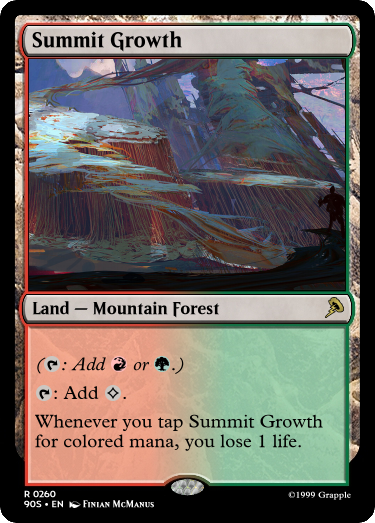 Summit Growth
Land — Mountain Forest
(: Add or .)
: Add .
Whenever you tap Summit Growth
for colored mana, you lose 1 life.
R 0260
90S • EN FINIAN MCMANUS
©1999 Grapple